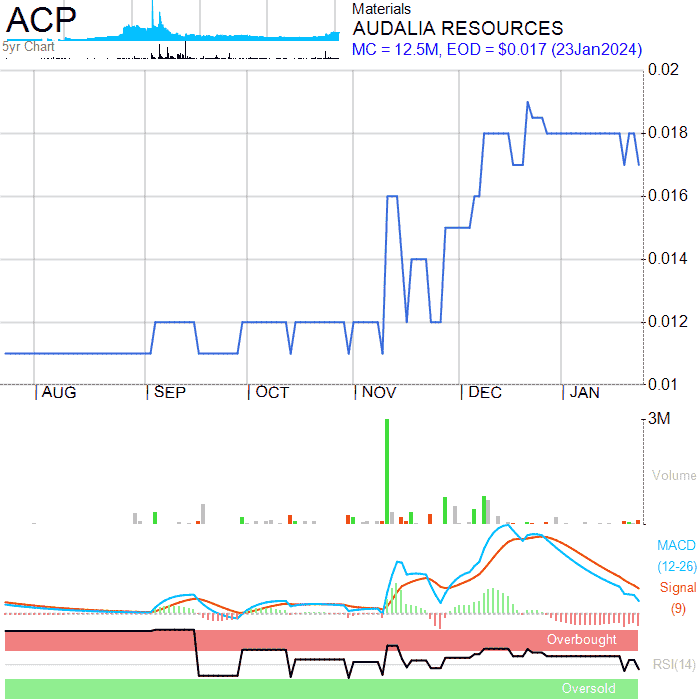 ACP
5yr Chart
Materials
AUDALIA RESOURCES
MC = 12.5M, EOD = $0.017 (23Jan2024)
0.02
0.018
0.016
0.014
0.012
0.01
AUG SEP OCT NOV DEC JAN
3M
Volume
MACD
(12-26)
Signal
(9)
Overbought
RSI(14)
Oversold